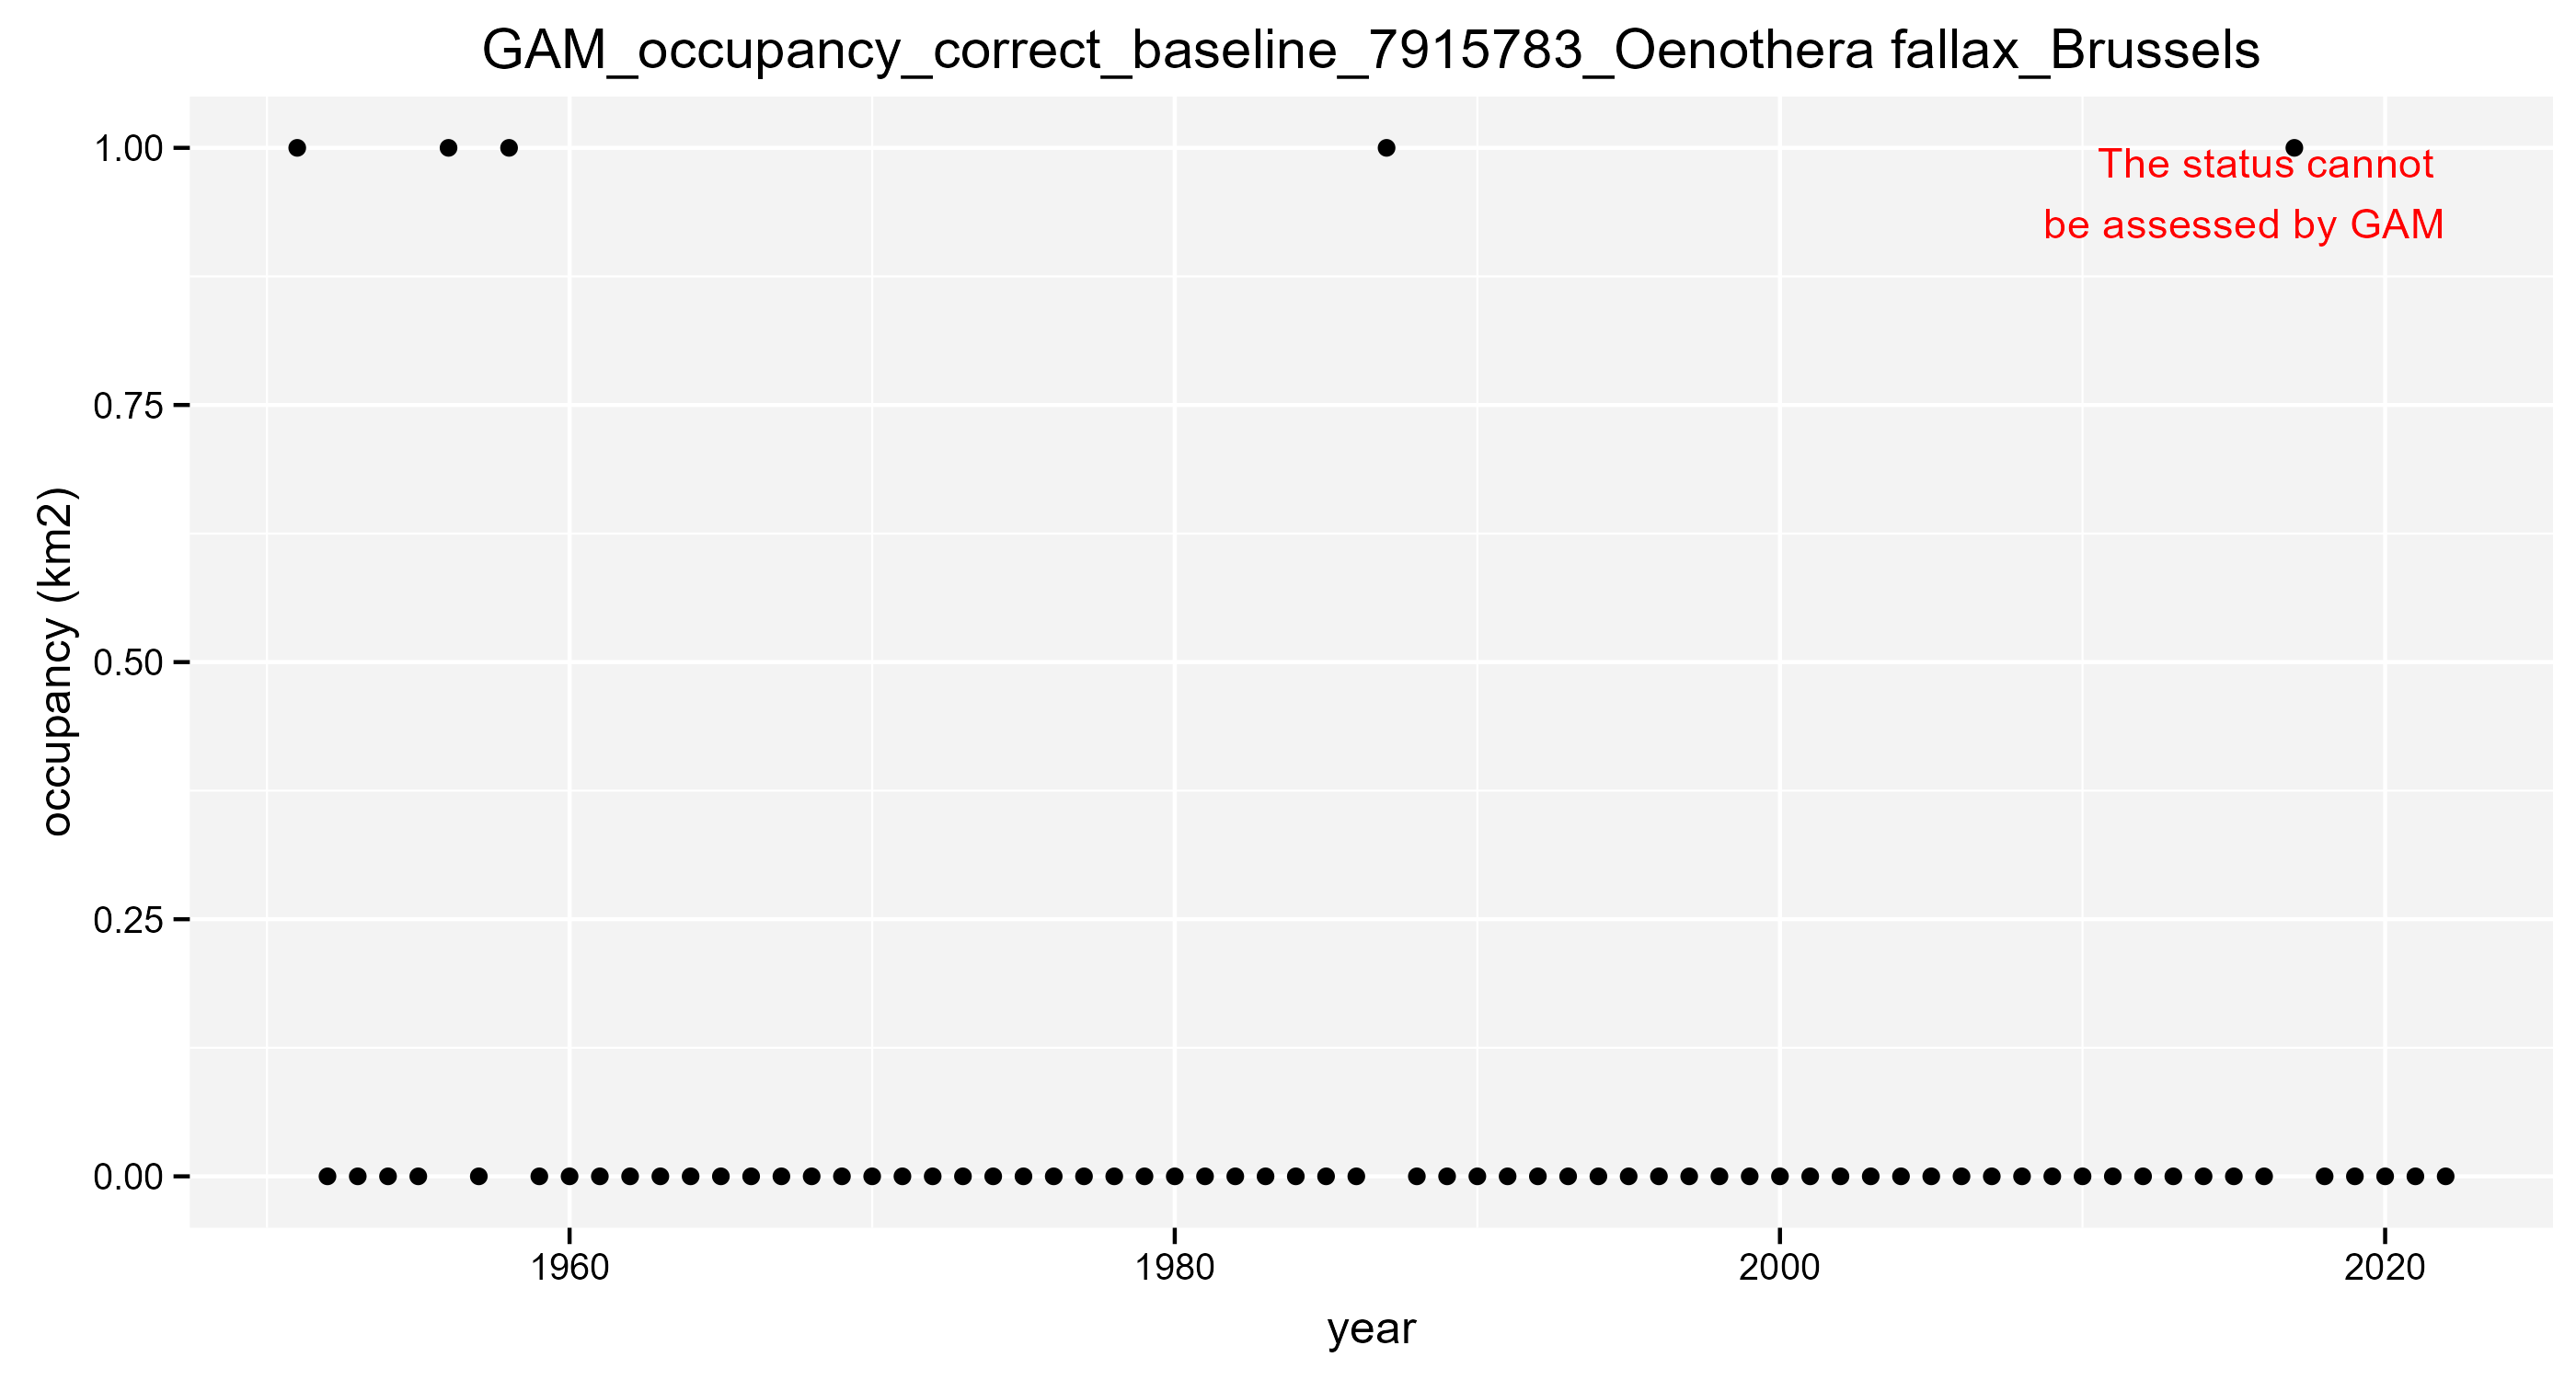 GAM_occupancy_correct_baseline_7915783_Oenothera fallax_Brussels
1.00
0.75
0.50
0.25
0.00
occupancy (km2)
The status cannot
be assessed by GAM
1960
1980
2000
2020
year